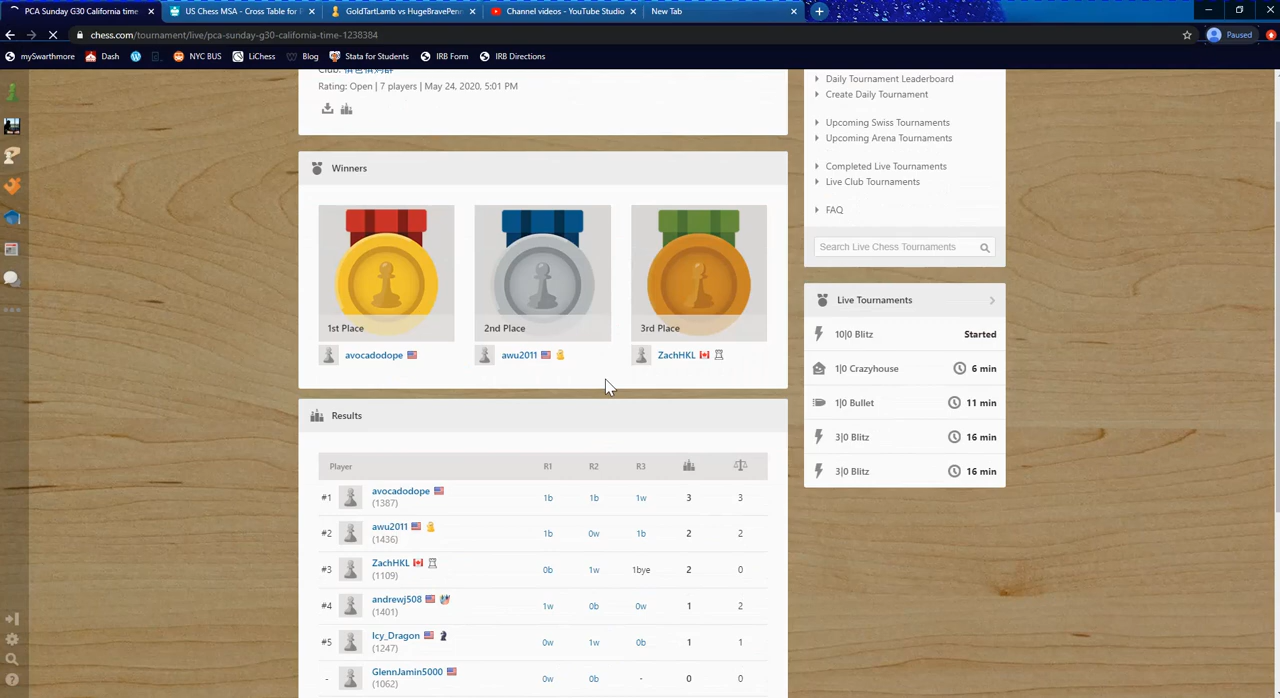 PCA Sunday G30 California time
US Chess MSA - Cross Table for P
GoldTartLamb vs HugeBravePenn
Channel videos - YouTube Studio
New Tab
chess.com/tournament/live/pca-sunday-g30-california-time-1238384
Paused
mySwarthmore
Dash
NYC BUS
LiChess
Blog
Stata for Students
IRB Form
IRB Directions
Club:
Rating: Open | 7 players | May 24, 2020, 5:01 PM
Winners
1st Place
2nd Place
3rd Place
avocadodope
awu2011
ZachHKL
Results
Player R1 R2 R3
#1 avocadodope 1b 1b 1w 3 3
(1387)
#2 awu2011 1b 0w 1b 2 2
(1436)
#3 ZachHKL 0b 1w 1bye 2 0
(1109)
#4 andrewj508 1w 0b 0w 1 2
(1401)
#5 Icy_Dragon 0w 1w 0b 1 1
(1247)
- GlennJamin5000 0w 0b - 0 0
(1062)
Daily Tournament Leaderboard
Create Daily Tournament
Upcoming Swiss Tournaments
Upcoming Arena Tournaments
Completed Live Tournaments
Live Club Tournaments
FAQ
Search Live Chess Tournaments
Live Tournaments
10|0 Blitz Started
1|0 Crazyhouse 6 min
1|0 Bullet 11 min
3|0 Blitz 16 min
3|0 Blitz 16 min